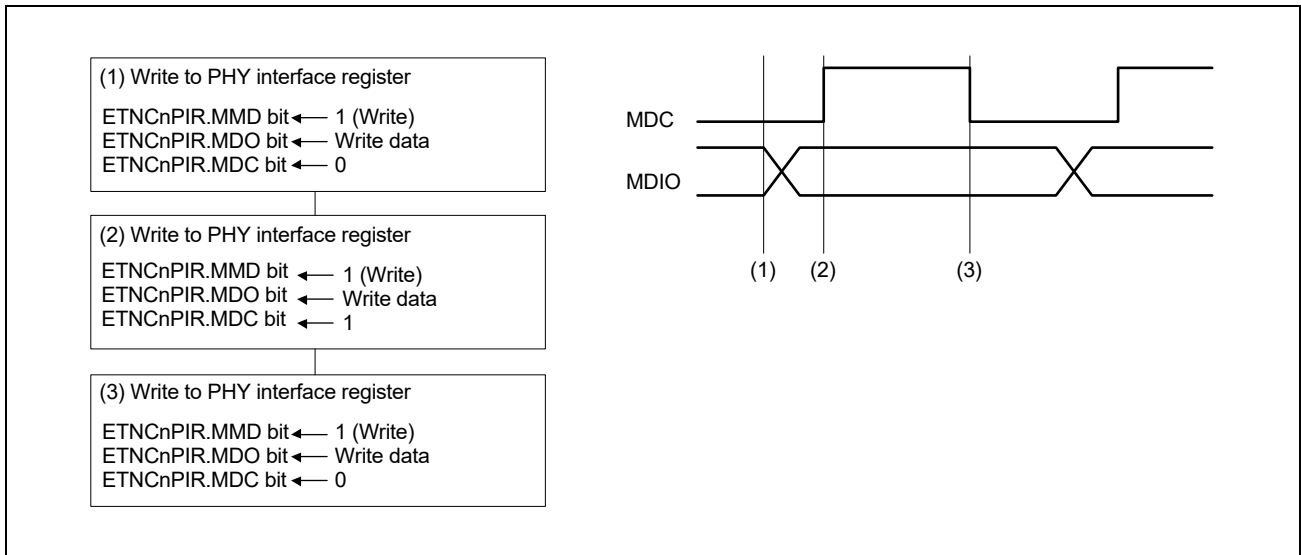 (1) Write to PHY interface register
ETNCnPIR.MMD bit ← 1 (Write)
ETNCnPIR.MDO bit ← Write data
ETNCnPIR.MDC bit ← 0
(2) Write to PHY interface register
ETNCnPIR.MMD bit ← 1 (Write)
ETNCnPIR.MDO bit ← Write data
ETNCnPIR.MDC bit ← 1
(3) Write to PHY interface register
ETNCnPIR.MMD bit ← 1 (Write)
ETNCnPIR.MDO bit ← Write data
ETNCnPIR.MDC bit ← 0
MDC
MDIO
(1) (2) (3)